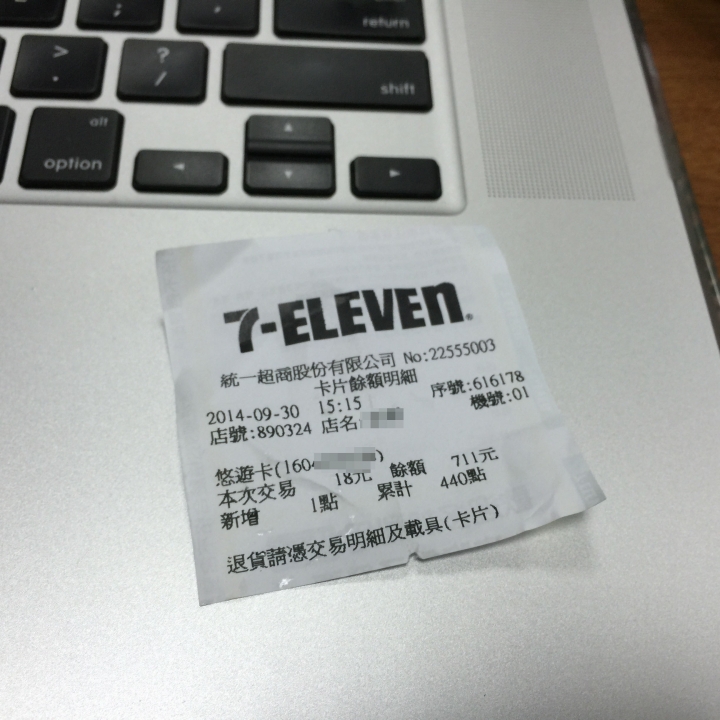 return
shift
alt
option
7-ELEVEN®
統一超商股份有限公司 No:22555003
卡片餘額明細
2014-09-30 15:15 序號:616178
店號:890324 店名 機號:01
悠遊卡(1604 )
本次交易 18元 餘額 711元
新增 1點 累計 440點
退貨請憑交易明細及載具(卡片)